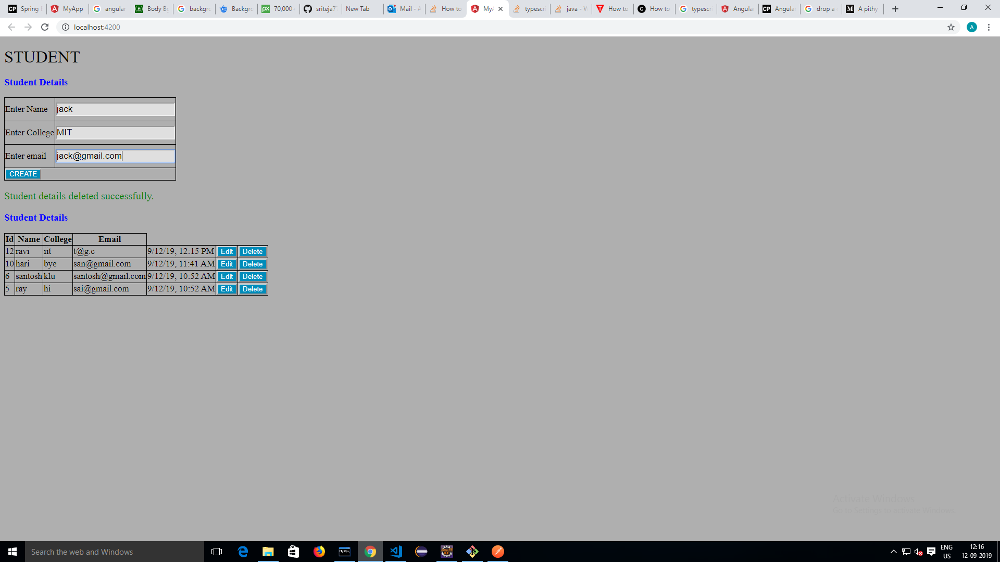 Spring
MyApp
angular
Body
backgro
Backgro
70,000+
sriteja7
New Tab
Mail -
How to
My
typescr
java -
How to
How to
typescr
Angular
Angular
drop a
A pithy
localhost:4200
A
STUDENT
Student Details
Enter Name jack
Enter College MIT
Enter email jack@gmail.com
CREATE
Student details deleted successfully.
Student Details
Id Name College Email
12 ravi iit t@g.c 9/12/19, 12:15 PM Edit Delete
10 hari bye san@gmail.com 9/12/19, 11:41 AM Edit Delete
6 santosh klu santosh@gmail.com 9/12/19, 10:52 AM Edit Delete
5 ray hi sai@gmail.com 9/12/19, 10:52 AM Edit Delete
Activate Windows
Go to Settings to activate Windows.
Search the web and Windows
ENG
US
12:16
12-09-2019